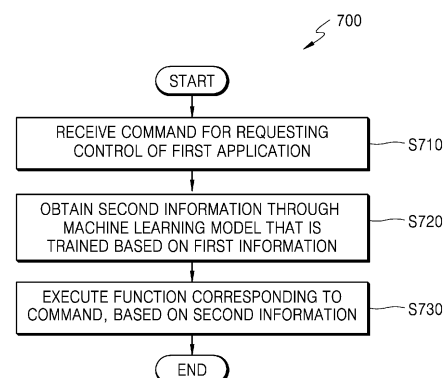 700
START
RECEIVE COMMAND FOR REQUESTING
CONTROL OF FIRST APPLICATION
S710
OBTAIN SECOND INFORMATION THROUGH
MACHINE LEARNING MODEL THAT IS
TRAINED BASED ON FIRST INFORMATION
S720
EXECUTE FUNCTION CORRESPONDING TO
COMMAND, BASED ON SECOND INFORMATION
S730
END